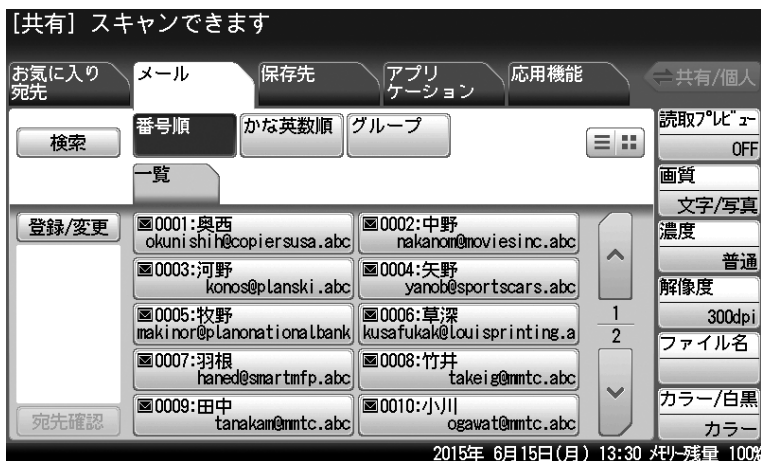 [共有] スキャンできます
お気に入り
宛先
メール
保存先
アプリ
ケーション
応用機能
共有/個人
検索
番号順
かな英数順
グループ
一覧
登録/変更
0001:奥西
okunishih@copiersusa.abc
0002:中野
nakanom@moviesinc.abc
0003:河野
konos@planski.abc
0004:矢野
yanob@sportscars.abc
0005:牧野
makinor@planonationalbank
0006:草深
kusafukak@louisprinting.a
0007:羽根
haned@smartmfp.abc
0008:竹井
takeig@mmtc.abc
0009:田中
tanakam@mmtc.abc
0010:小川
ogawat@mmtc.abc
1
2
宛先確認
読取プレビュー
OFF
画質
文字/写真
濃度
普通
解像度
300dpi
ファイル名
カラー/白黒
カラー
2015年 6月15日(月) 13:30 メモリー残量 100%